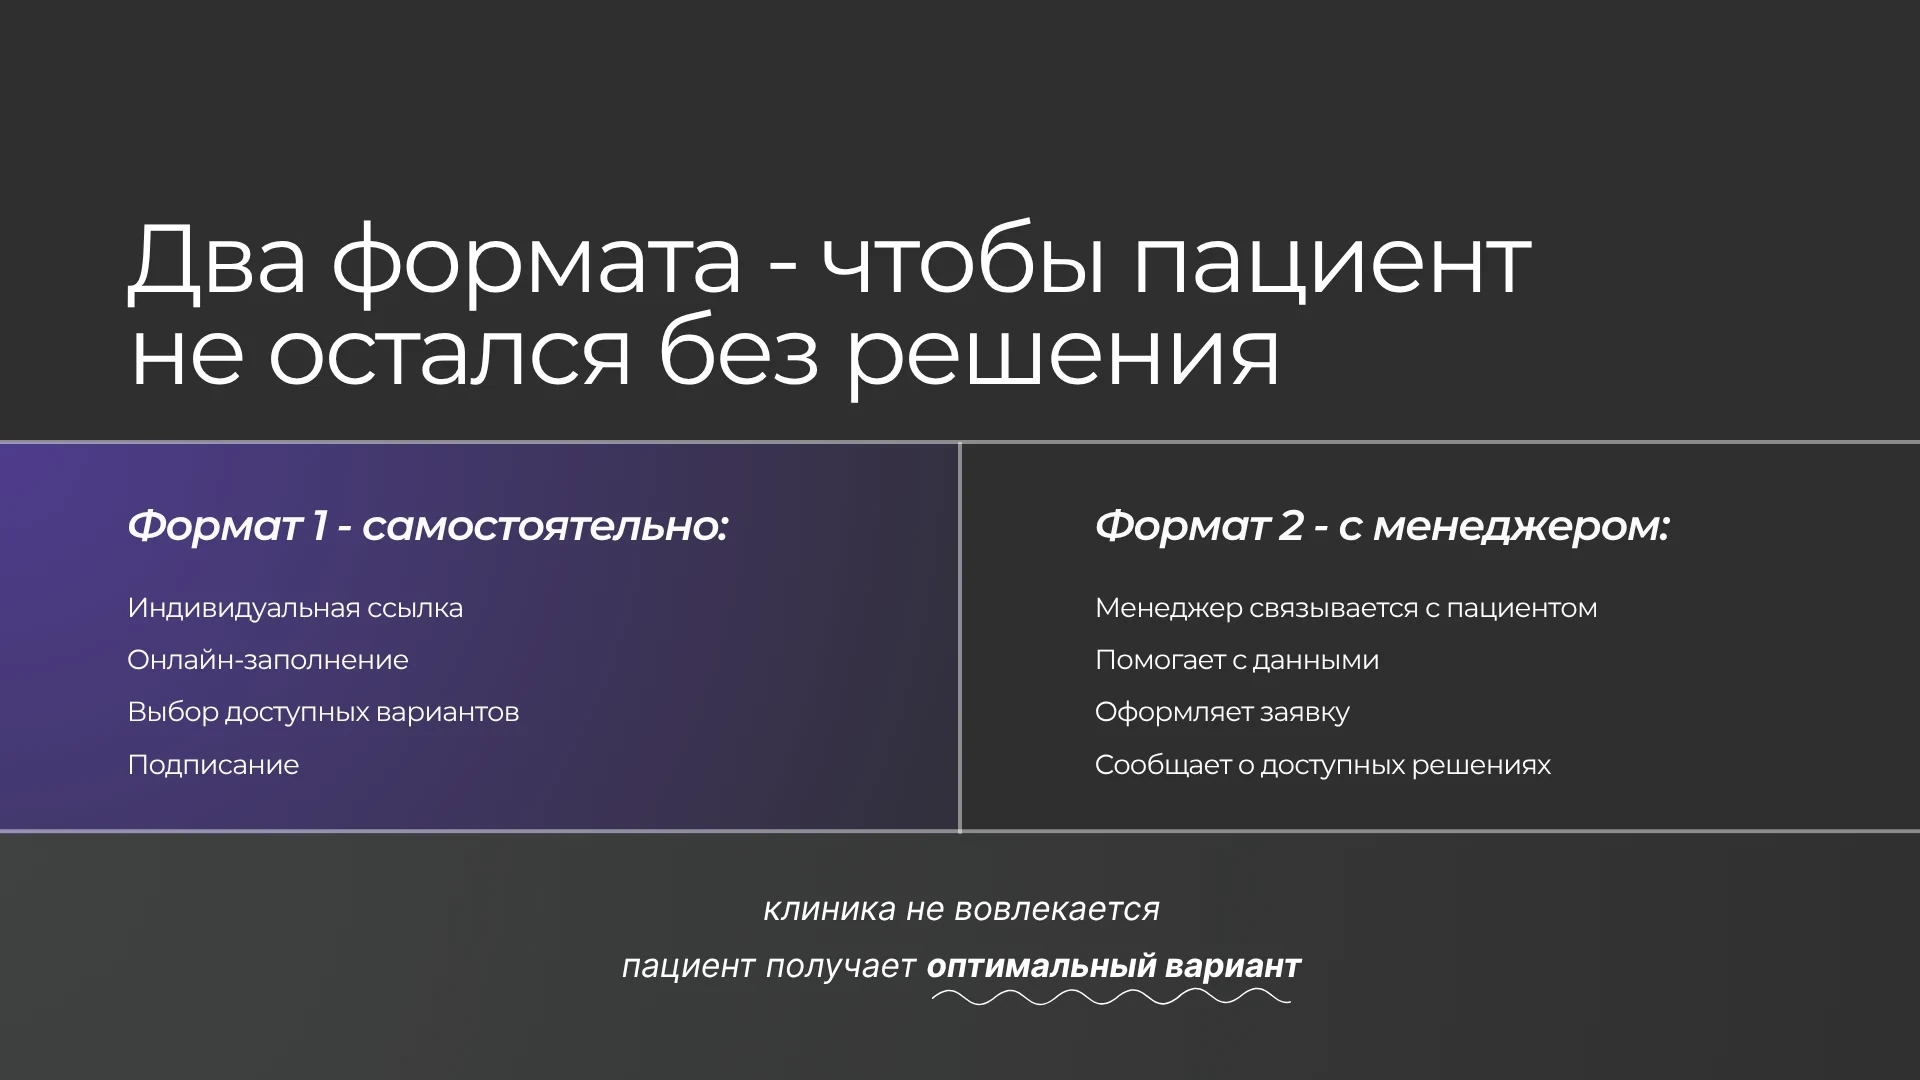 Два формата - чтобы пациент
не остался без решения
Формат 1 - самостоятельно:
Индивидуальная ссылка
Онлайн-заполнение
Выбор доступных вариантов
Подписание
Формат 2 - с менеджером:
Менеджер связывается с пациентом
Помогает с данными
Оформляет заявку
Сообщает о доступных решениях
клиника не вовлекается
пациент получает оптимальный вариант